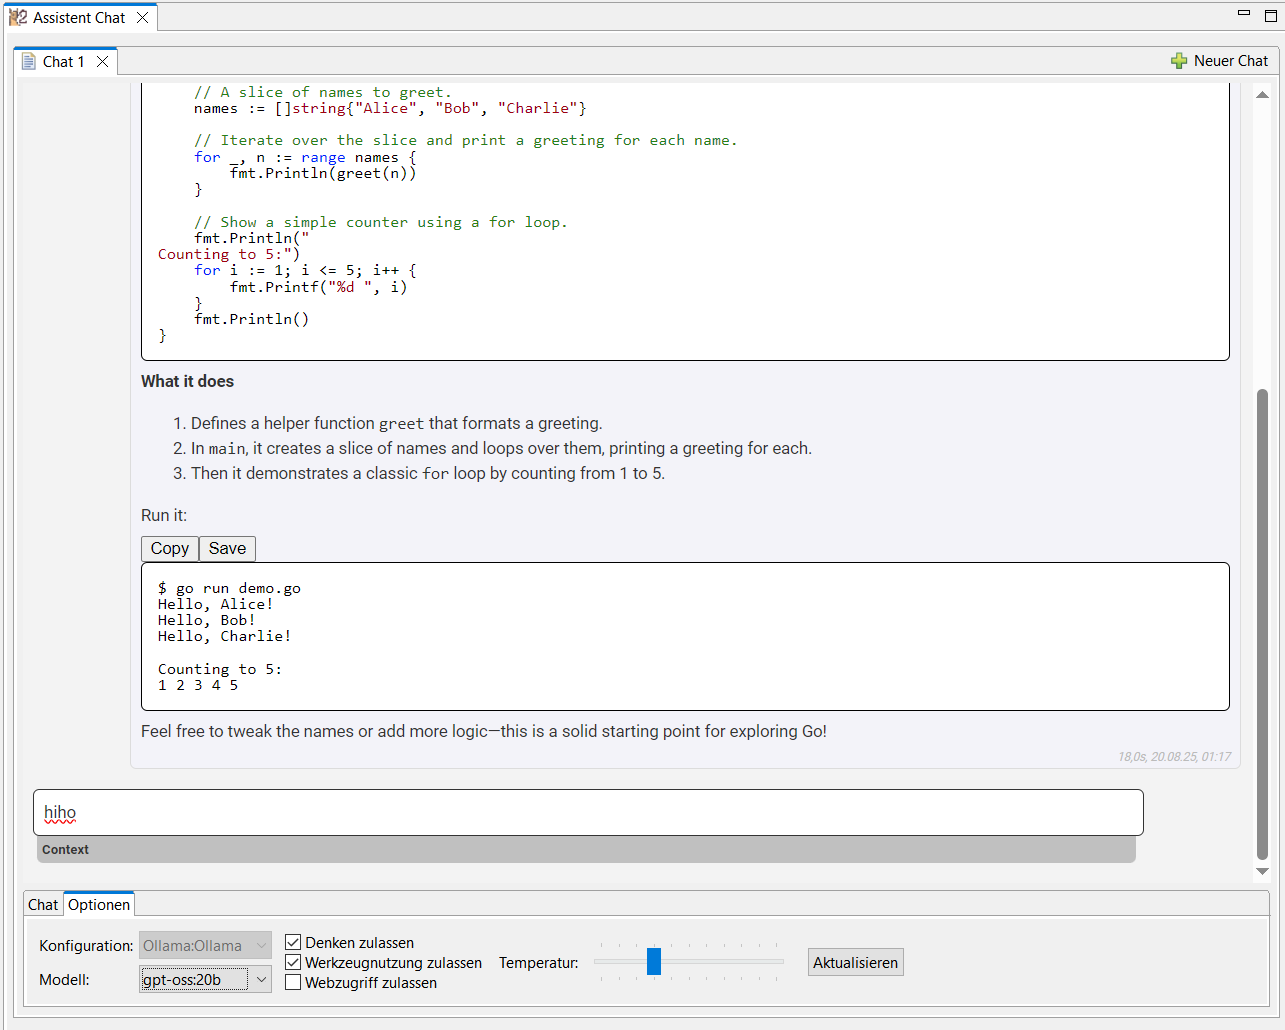 Assistent Chat
Chat 1
Neuer Chat
// A slice of names to greet.
names := []string{"Alice", "Bob", "Charlie"}
// Iterate over the slice and print a greeting for each name.
for _, n := range names {
fmt.Println(greet(n))
}
// Show a simple counter using a for loop.
fmt.Println("
Counting to 5:")
for i := 1; i <= 5; i++ {
fmt.Printf("%d ", i)
}
fmt.Println()
}
What it does
1. Defines a helper function greet that formats a greeting.
2. In main, it creates a slice of names and loops over them, printing a greeting for each.
3. Then it demonstrates a classic for loop by counting from 1 to 5.
Run it:
Copy Save
$ go run demo.go
Hello, Alice!
Hello, Bob!
Hello, Charlie!
Counting to 5:
1 2 3 4 5
Feel free to tweak the names or add more logic—this is a solid starting point for exploring Go!
18,0s, 20.08.25, 01:17
hiho
Context
Chat Optionen
Konfiguration: Ollama:Ollama
Denken zulassen
Werkzeugnutzung zulassen
Temperatur:
Aktualisieren
Modell: gpt-oss:20b
Webzugriff zulassen